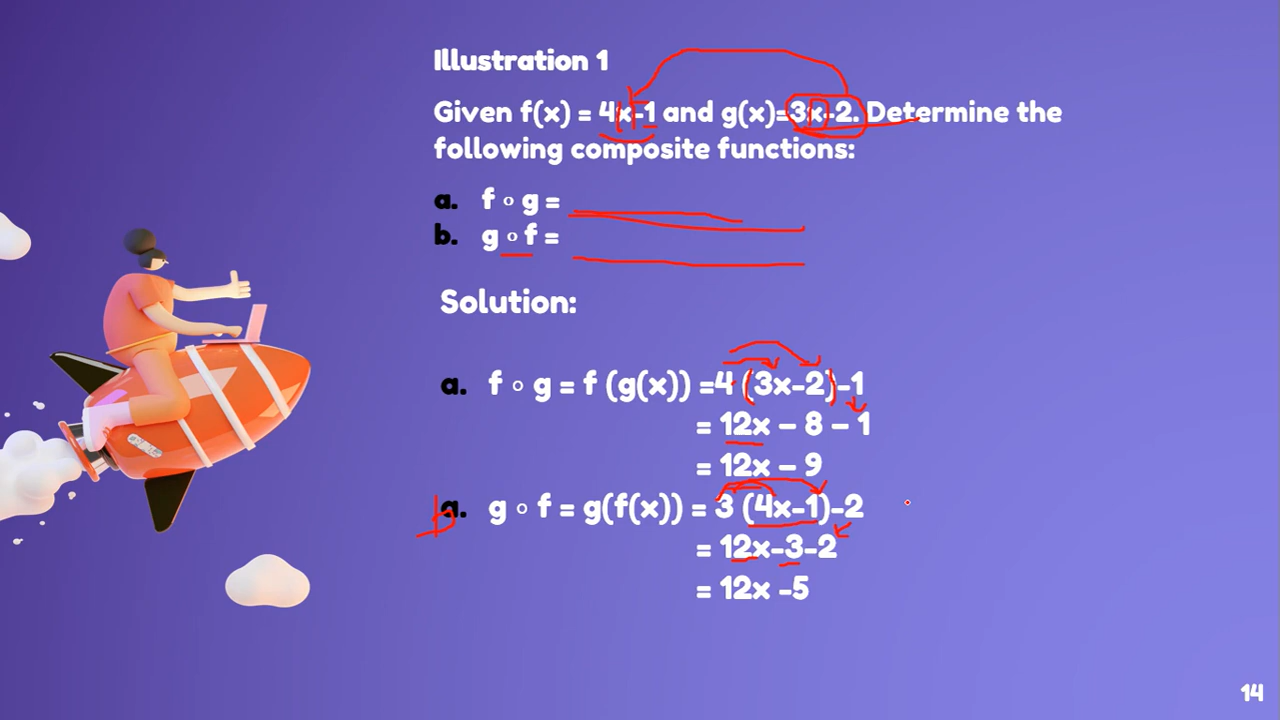 Illustration 1
Given f(x) = 4x-1 and g(x)=3x-2. Determine the
following composite functions:
a. f ∘ g =
b. g ∘ f =
Solution:
a. f ∘ g = f (g(x)) =4 (3x-2)-1
= 12x – 8 – 1
= 12x – 9
b a. g ∘ f = g(f(x)) = 3 (4x-1)-2
= 12x-3-2
= 12x -5
14